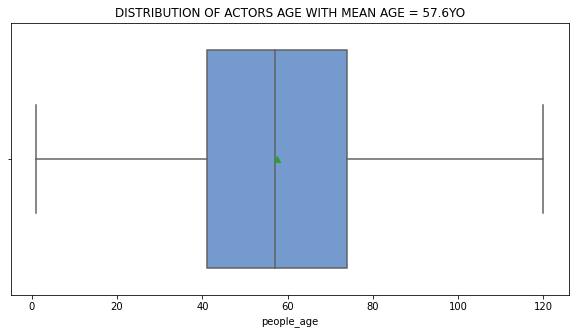 DISTRIBUTION OF ACTORS AGE WITH MEAN AGE = 57.6YO
0 20 40 60 80 100 120
people_age